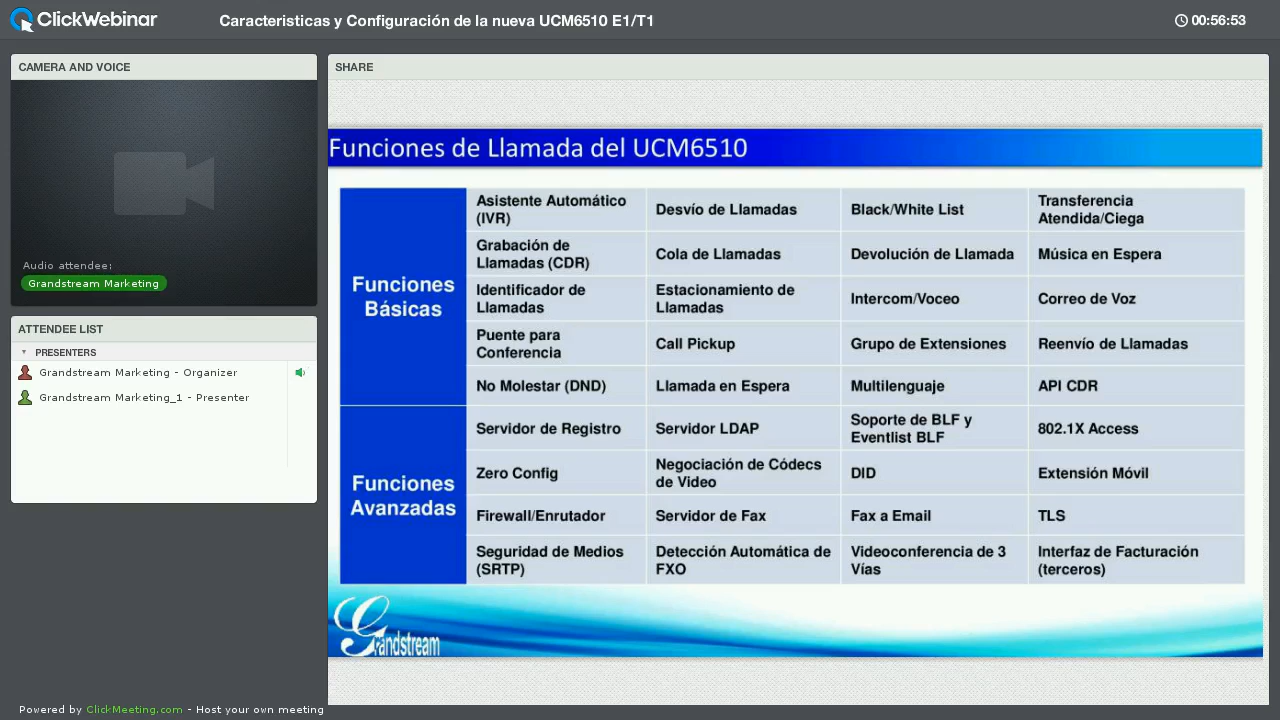 ClickWebinar
Caracteristicas y Configuración de la nueva UCM6510 E1/T1
00:56:53
CAMERA AND VOICE
Audio attendee:
Grandstream Marketing
ATTENDEE LIST
PRESENTERS
Grandstream Marketing - Organizer
Grandstream Marketing_1 - Presenter
SHARE
Funciones de Llamada del UCM6510
Funciones
Básicas
Asistente Automático
(IVR)
Desvío de Llamadas
Black/White List
Transferencia
Atendida/Ciega
Grabación de
Llamadas (CDR)
Cola de Llamadas
Devolución de Llamada
Música en Espera
Identificador de
Llamadas
Estacionamiento de
Llamadas
Intercom/Voceo
Correo de Voz
Puente para
Conferencia
Call Pickup
Grupo de Extensiones
Reenvío de Llamadas
No Molestar (DND)
Llamada en Espera
Multilenguaje
API CDR
Funciones
Avanzadas
Servidor de Registro
Servidor LDAP
Soporte de BLF y
Eventlist BLF
802.1X Access
Zero Config
Negociación de Códecs
de Video
DID
Extensión Móvil
Firewall/Enrutador
Servidor de Fax
Fax a Email
TLS
Seguridad de Medios
(SRTP)
Detección Automática de
FXO
Videoconferencia de 3
Vías
Interfaz de Facturación
(terceros)
Grandstream
Powered by ClickMeeting.com - Host your own meeting